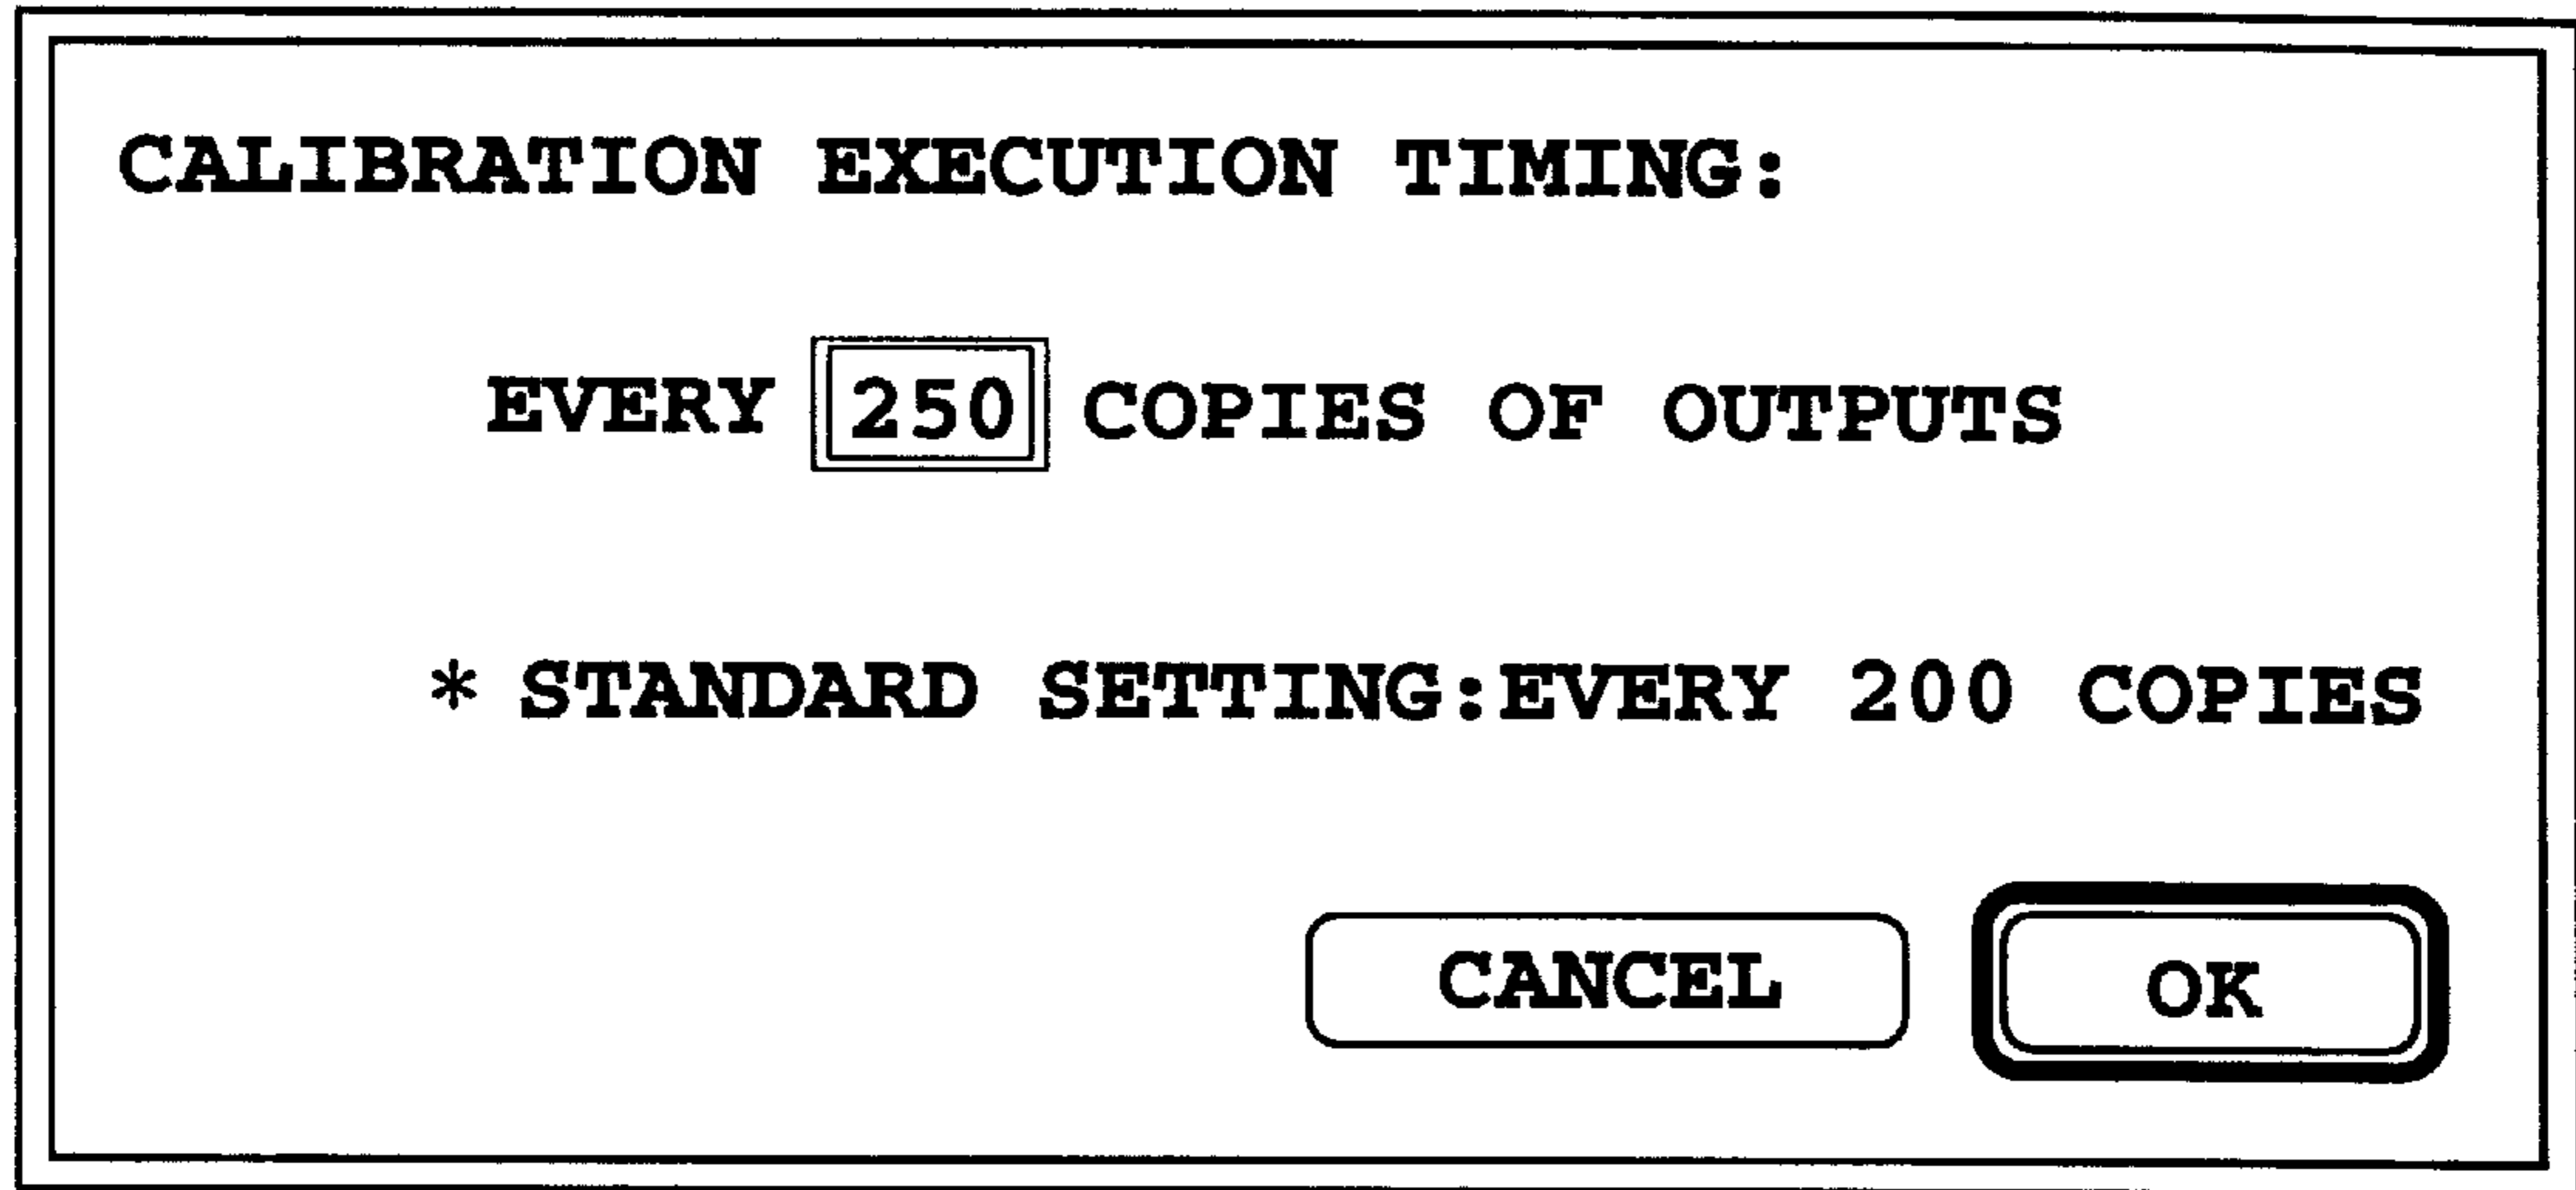 CALIBRATION EXECUTION TIMING:
EVERY 250 COPIES OF OUTPUTS
* STANDARD SETTING:EVERY 200 COPIES
CANCEL OK